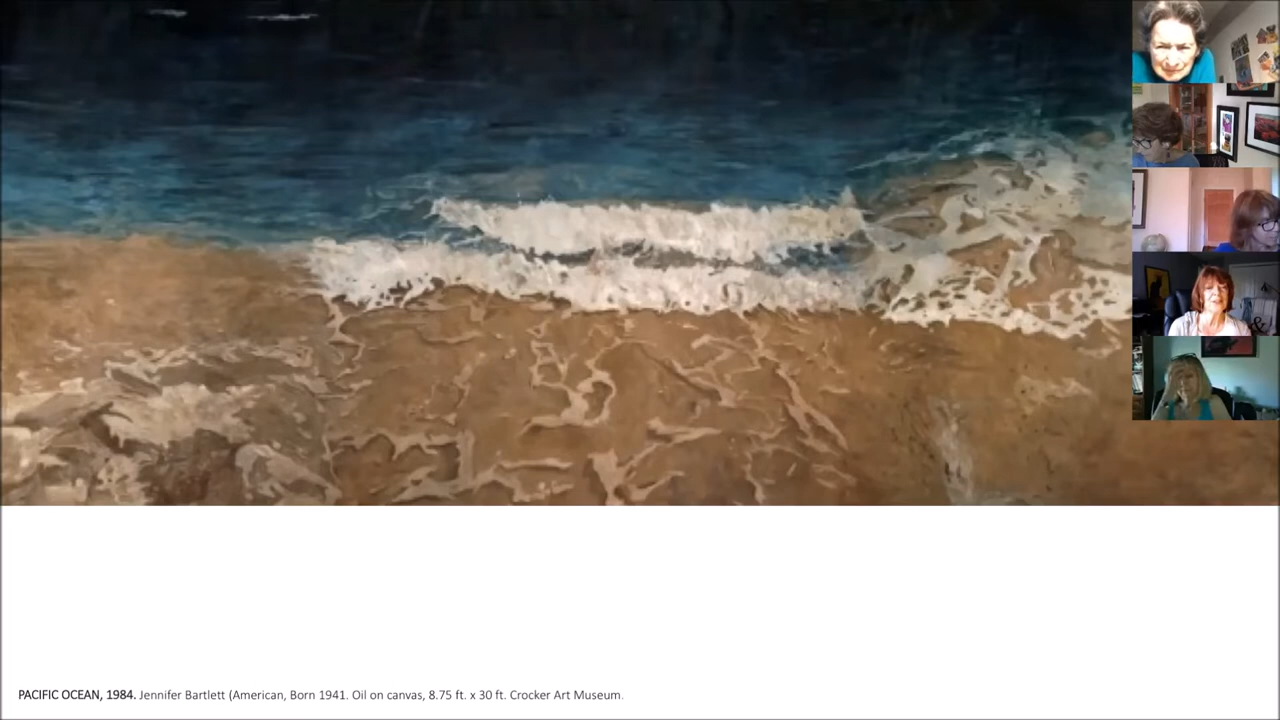 PACIFIC OCEAN, 1984. Jennifer Bartlett (American, Born 1941. Oil on canvas, 8.75 ft. x 30 ft. Crocker Art Museum.